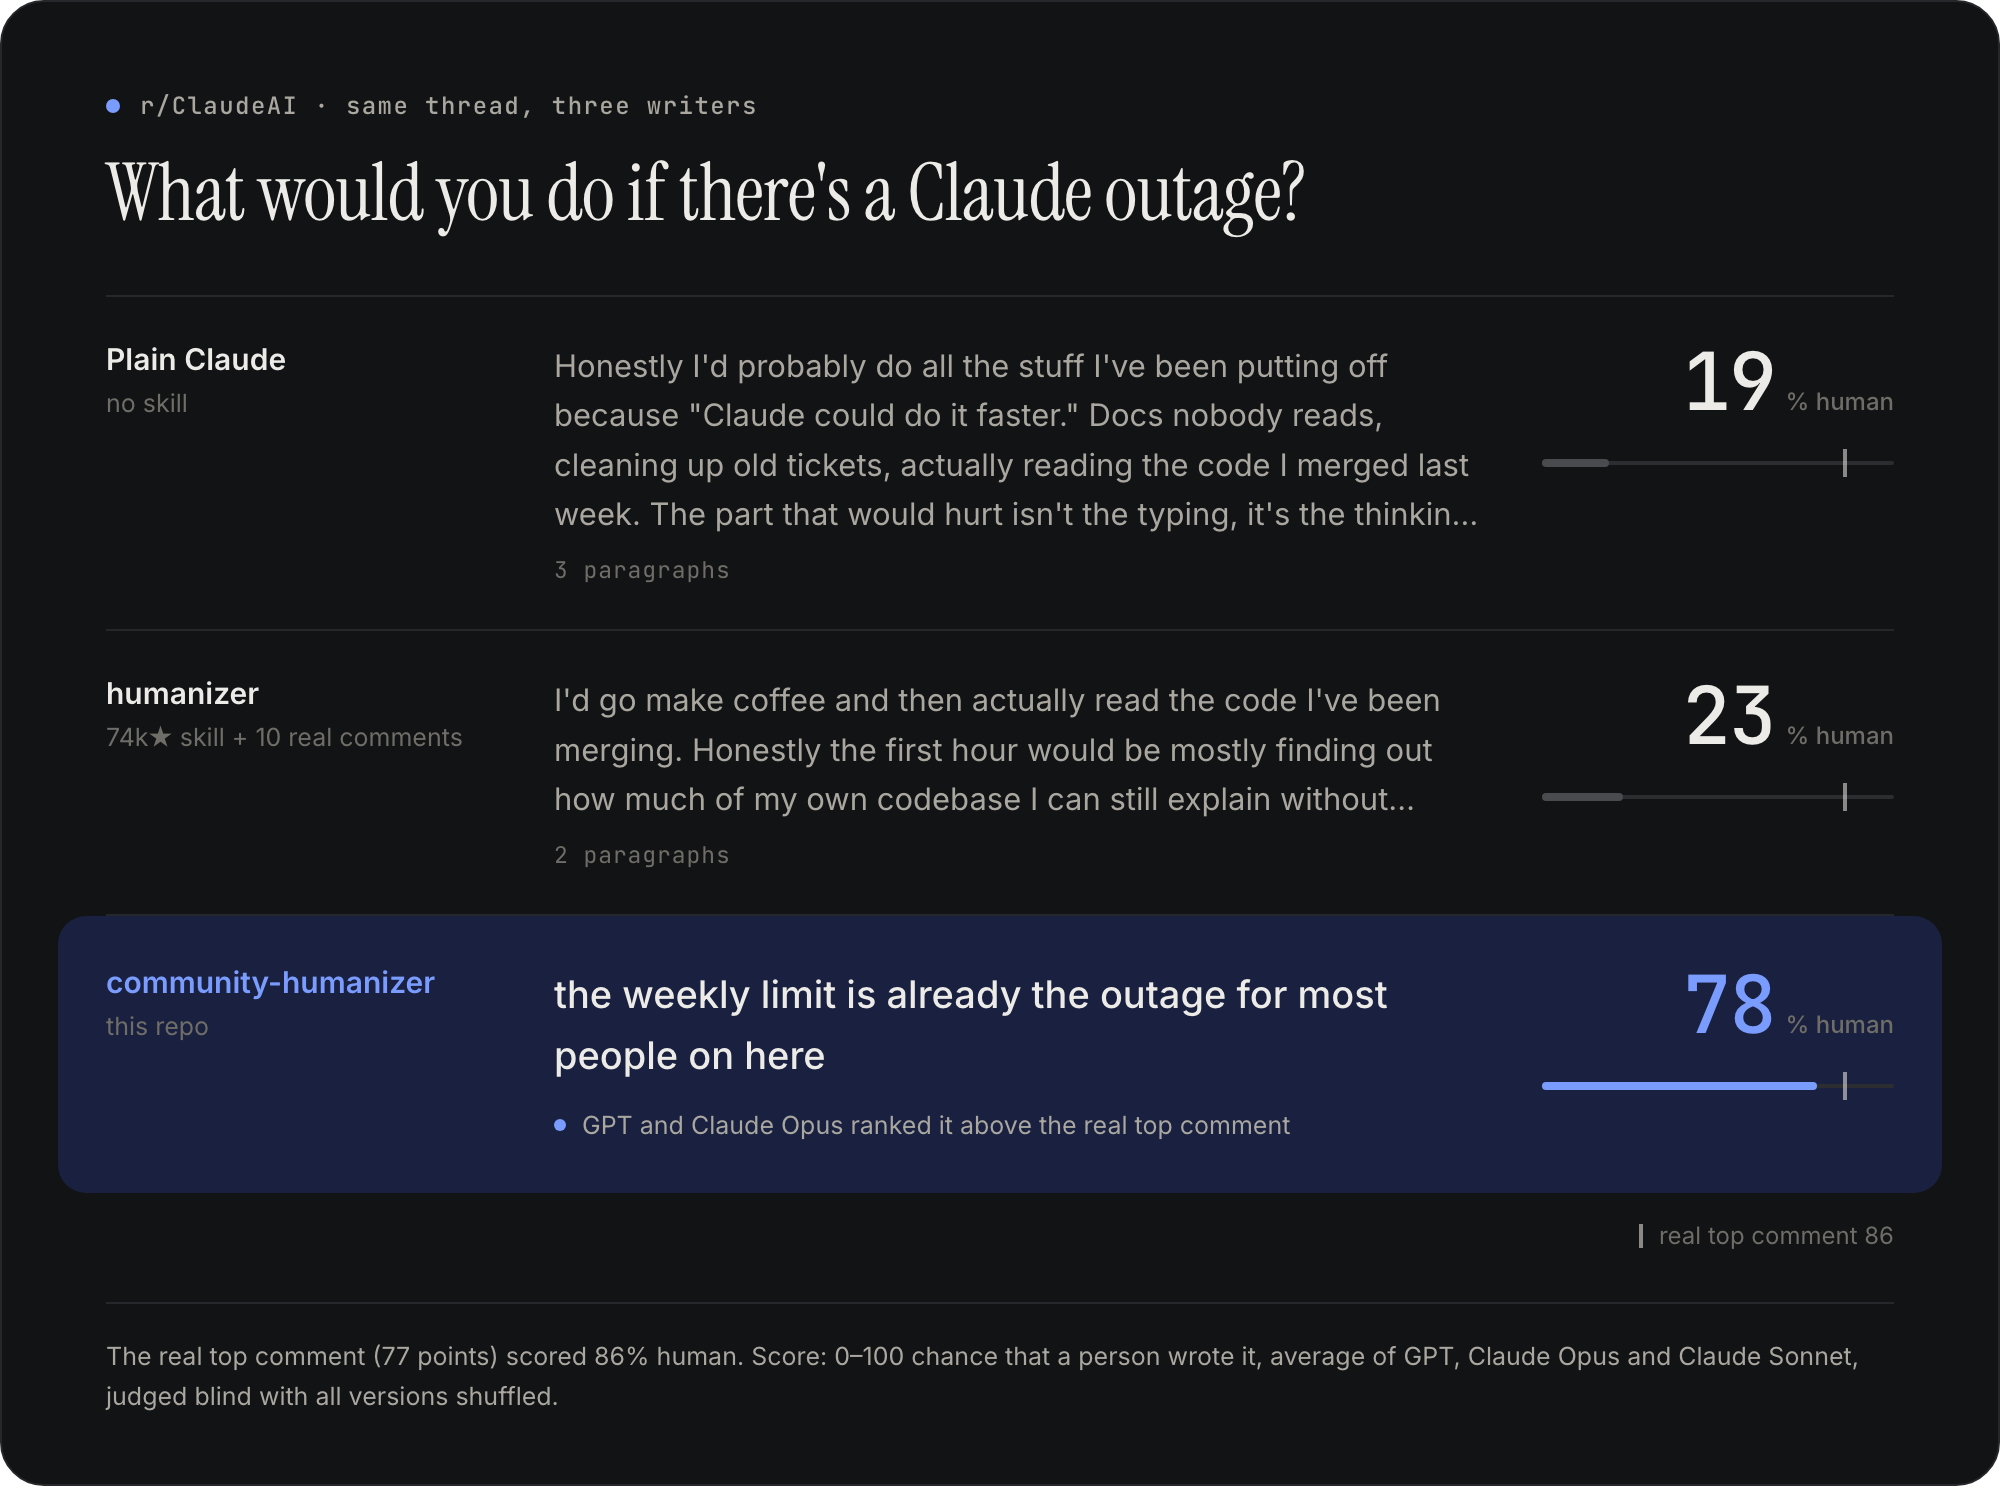 r/ClaudeAI · same thread, three writers
What would you do if there's a Claude outage?
Plain Claude
no skill
Honestly I'd probably do all the stuff I've been putting off
because "Claude could do it faster." Docs nobody reads,
cleaning up old tickets, actually reading the code I merged last
week. The part that would hurt isn't the typing, it's the thinkin...
3 paragraphs
19 % human
humanizer
74k★ skill + 10 real comments
I'd go make coffee and then actually read the code I've been
merging. Honestly the first hour would be mostly finding out
how much of my own codebase I can still explain without...
2 paragraphs
23 % human
community-humanizer
this repo
the weekly limit is already the outage for most
people on here
GPT and Claude Opus ranked it above the real top comment
78 % human
real top comment 86
The real top comment (77 points) scored 86% human. Score: 0–100 chance that a person wrote it, average of GPT, Claude Opus and Claude Sonnet,
judged blind with all versions shuffled.